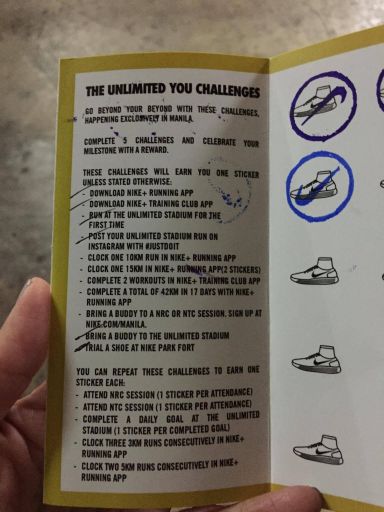 THE UNLIMITED YOU CHALLENGES
GO BEYOND YOUR BEYOND WITH THESE CHALLENGES,
HAPPENING EXCLUSIVELY IN MANILA.
COMPLETE 5 CHALLENGES AND CELEBRATE YOUR
MILESTONE WITH A REWARD.
THESE CHALLENGES WILL EARN YOU ONE STICKER
UNLESS STATED OTHERWISE:
- DOWNLOAD NIKE+ RUNNING APP
- DOWNLOAD NIKE+ TRAINING CLUB APP
- RUN AT THE UNLIMITED STADIUM FOR THE
FIRST TIME
- POST YOUR UNLIMITED STADIUM RUN ON
INSTAGRAM WITH #JUSTDOIT
- CLOCK ONE 10KM RUN IN NIKE+ RUNNING APP
- CLOCK ONE 15KM IN NIKE+ RUNNING APP(2 STICKERS)
- COMPLETE 2 WORKOUTS IN NIKE+ TRAINING CLUB APP
- COMPLETE A TOTAL OF 42KM IN 17 DAYS WITH NIKE+
RUNNING APP
- BRING A BUDDY TO A NRC OR NTC SESSION. SIGN UP AT
NIKE.COM/MANILA.
- BRING A BUDDY TO THE UNLIMITED STADIUM
- TRIAL A SHOE AT NIKE PARK FORT
YOU CAN REPEAT THESE CHALLENGES TO EARN ONE
STICKER EACH:
- ATTEND NRC SESSION (1 STICKER PER ATTENDANCE)
- ATTEND NTC SESSION (1 STICKER PER ATTENDANCE)
- COMPLETE A DAILY GOAL AT THE UNLIMITED
STADIUM (1 STICKER PER COMPLETED GOAL)
- CLOCK THREE 3KM RUNS CONSECUTIVELY IN NIKE+
RUNNING APP
- CLOCK TWO 5KM RUNS CONSECUTIVELY IN NIKE+
RUNNING APP